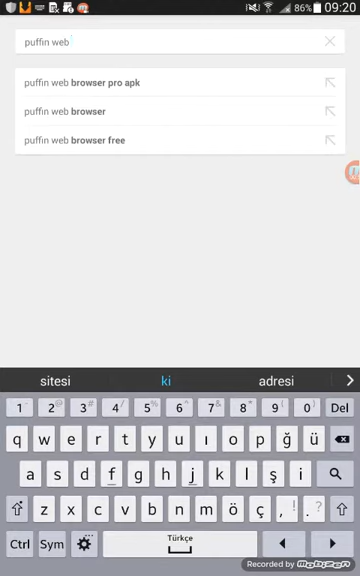 86% 09:20
puffin web
puffin web browser pro apk
puffin web browser
puffin web browser free
sitesi ki adresi
1 2@ 3# 4/ 5% 6^ 7& 8* 9( 0) Del
q w e r t y u ı o p ğ ü
a s d f g h j k l ş i
z x c v b n m ö ç , ! . ?
Ctrl Sym Türkçe
Recorded by Mobizen